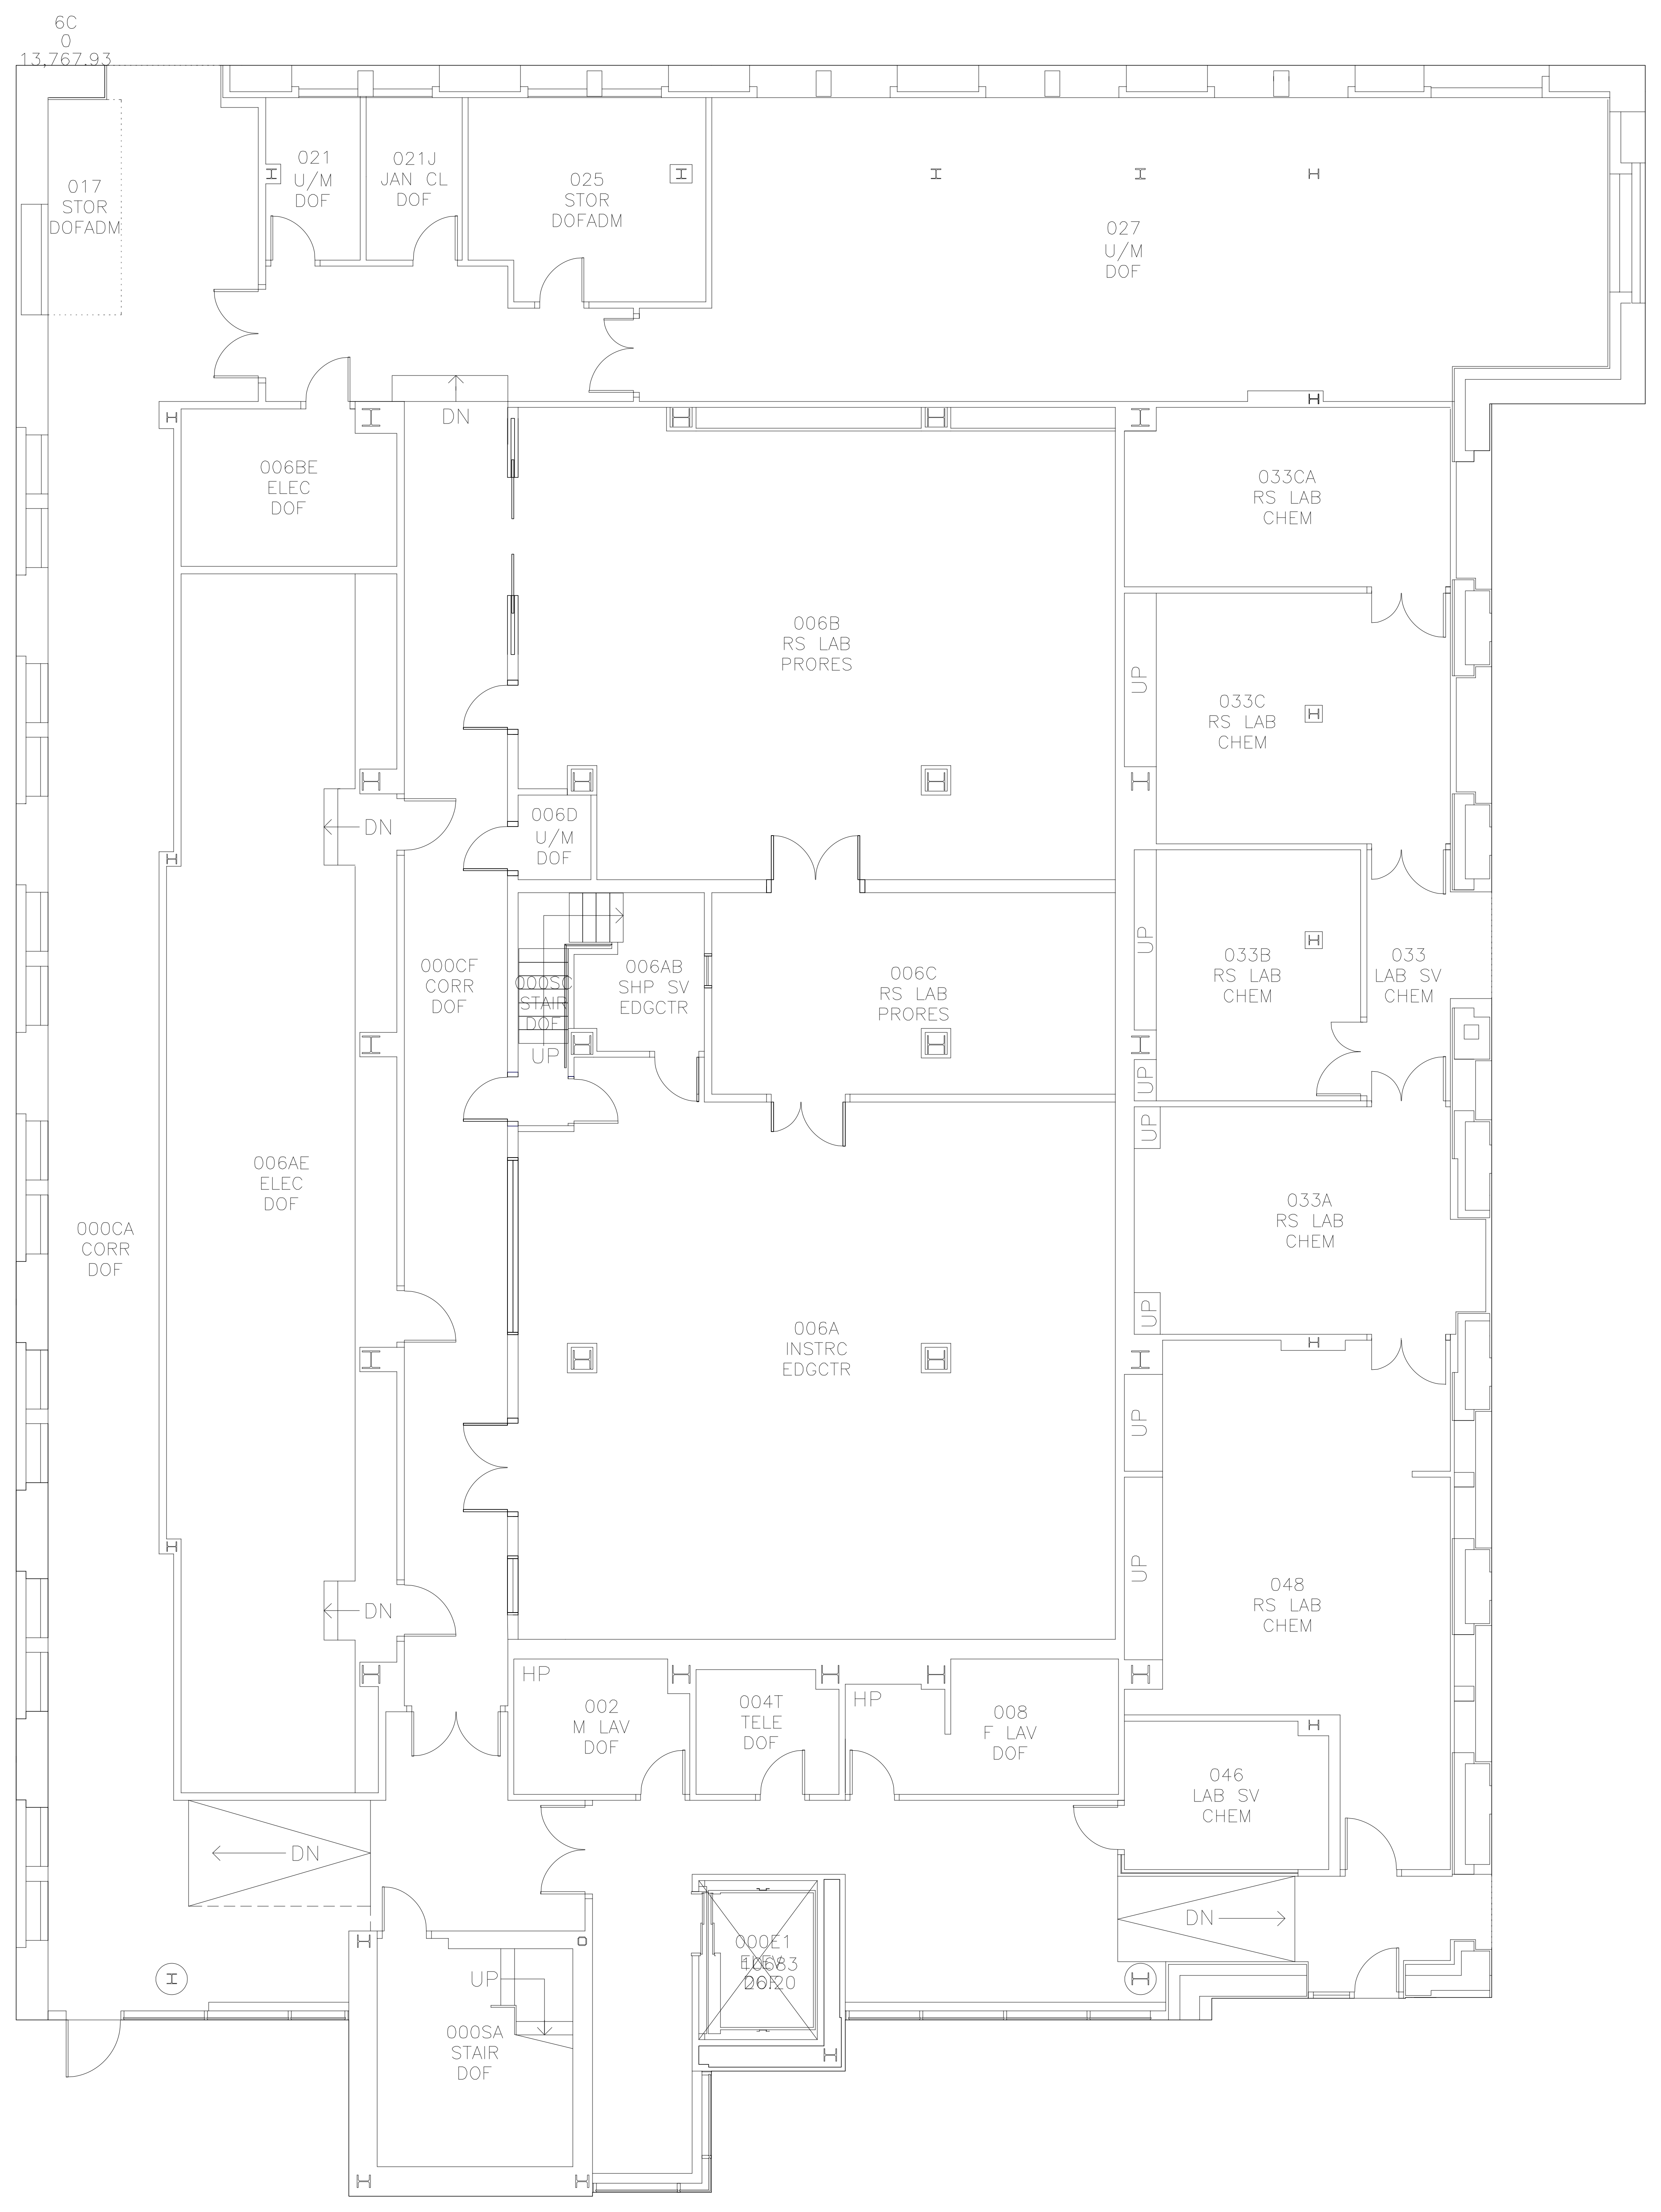 6C
0
13,767.93
017
STOR
DOFADM
021
U/M
DOF
021J
JAN CL
DOF
025
STOR
DOFADM
027
U/M
DOF
DN
006BE
ELEC
DOF
033CA
RS LAB
CHEM
006B
RS LAB
PRORES
UP
033C
RS LAB
CHEM
DN
006D
U/M
DOF
000CF
CORR
DOF
000SC
STAIR
DOF
UP
006AB
SHP SV
EDGCTR
006C
RS LAB
PRORES
UP
033B
RS LAB
CHEM
033
LAB SV
CHEM
UP
UP
006AE
ELEC
DOF
000CA
CORR
DOF
033A
RS LAB
CHEM
UP
006A
INSTRC
EDGCTR
UP
UP
DN
048
RS LAB
CHEM
HP
002
M LAV
DOF
004T
TELE
DOF
HP
008
F LAV
DOF
046
LAB SV
CHEM
DN
DN
000E1
ELEV
DOF
10683
26.20
UP
000SA
STAIR
DOF